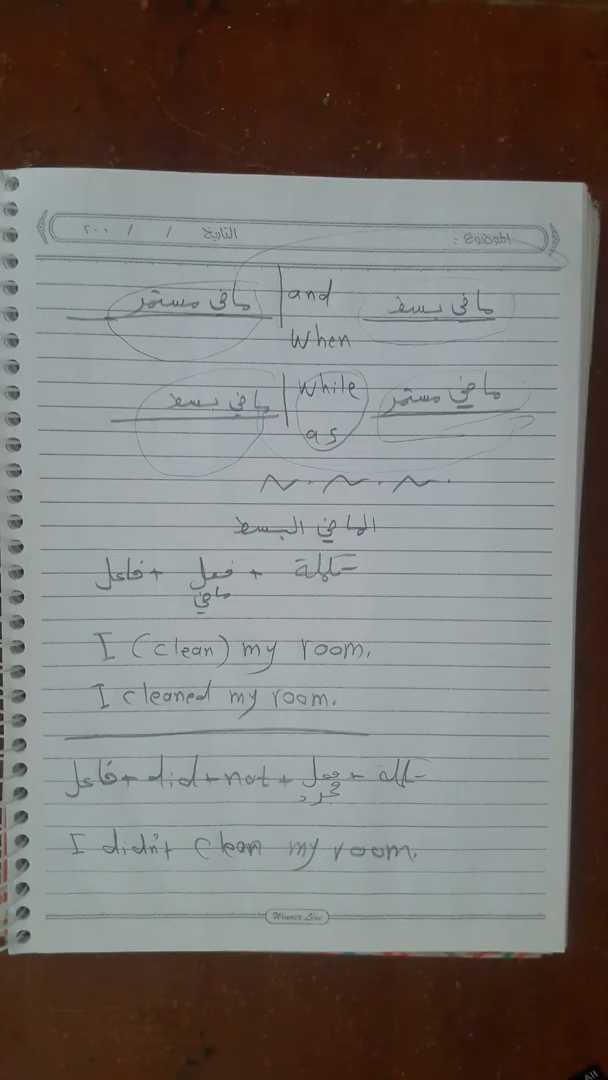 الموضوع : التاريخ / / ٢٠٠
ماضي مستمر | and ماضي بسيط
When
ماضي بسيط | While ماضي مستمر
as
الماضي البسيط
فاعل + فعل + تكملة
ماضي
I (clean) my room.
I cleaned my room.
فاعل + did + not + فعل + تكملة
مجرد
I didn't clean my room.
Winner Line